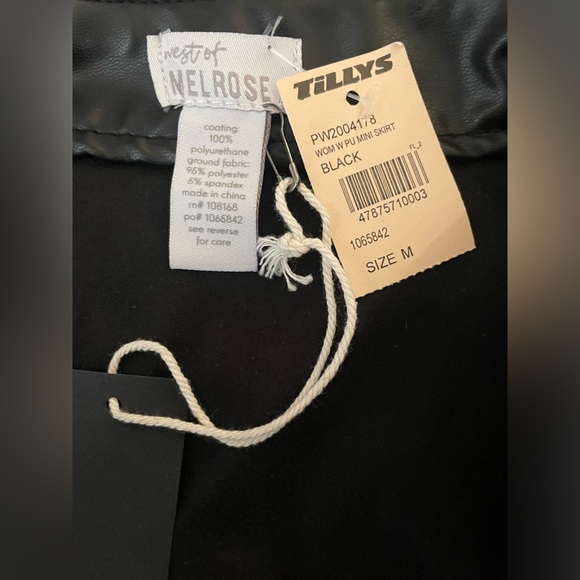 west of
MELROSE
coating:
100%
polyurethane
ground fabric:
95% polyester
5% spandex
made in china
rn# 108168
po# 1065842
see reverse
for care
TiLLYS
PW2004178
WOM W PU MINI SKIRT
BLACK
FL_2
47875710003
1065842
SIZE M